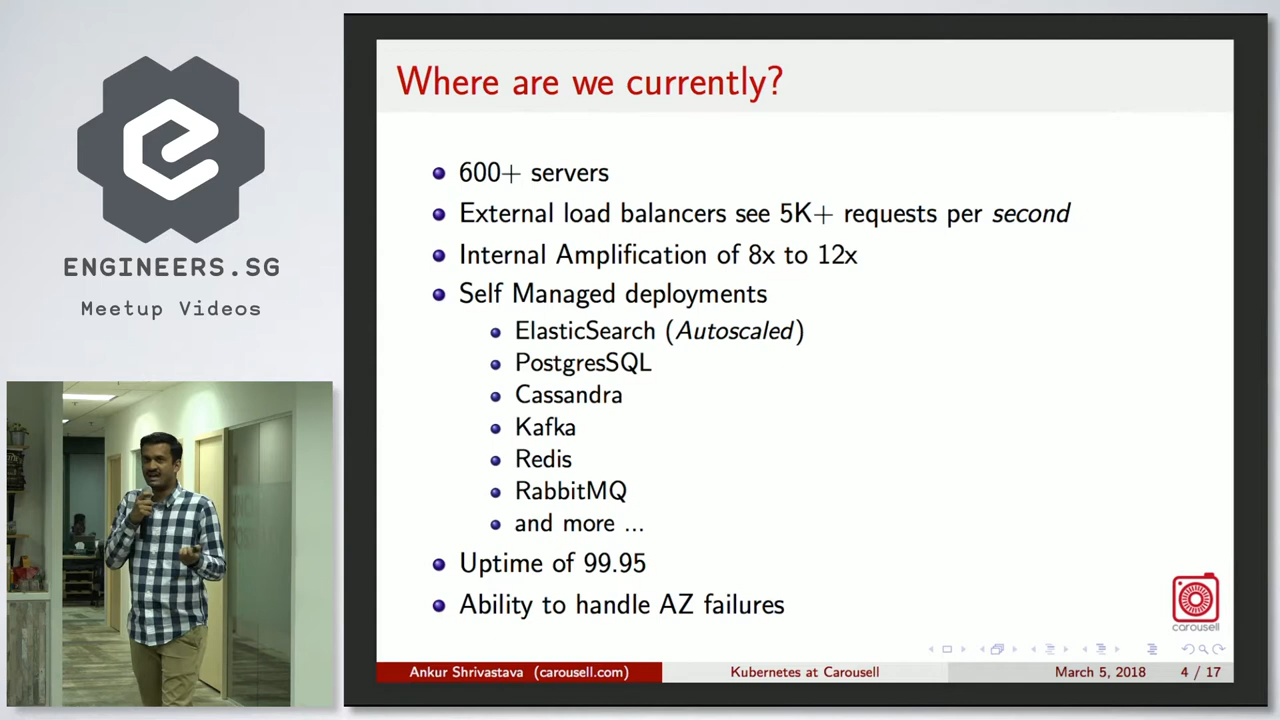 ENGINEERS.SG
Meetup Videos
Where are we currently?
600+ servers
External load balancers see 5K+ requests per second
Internal Amplification of 8x to 12x
Self Managed deployments
ElasticSearch (Autoscaled)
PostgresSQL
Cassandra
Kafka
Redis
RabbitMQ
and more ...
Uptime of 99.95
Ability to handle AZ failures
carousell
Ankur Shrivastava (carousell.com)
Kubernetes at Carousell
March 5, 2018
4 / 17